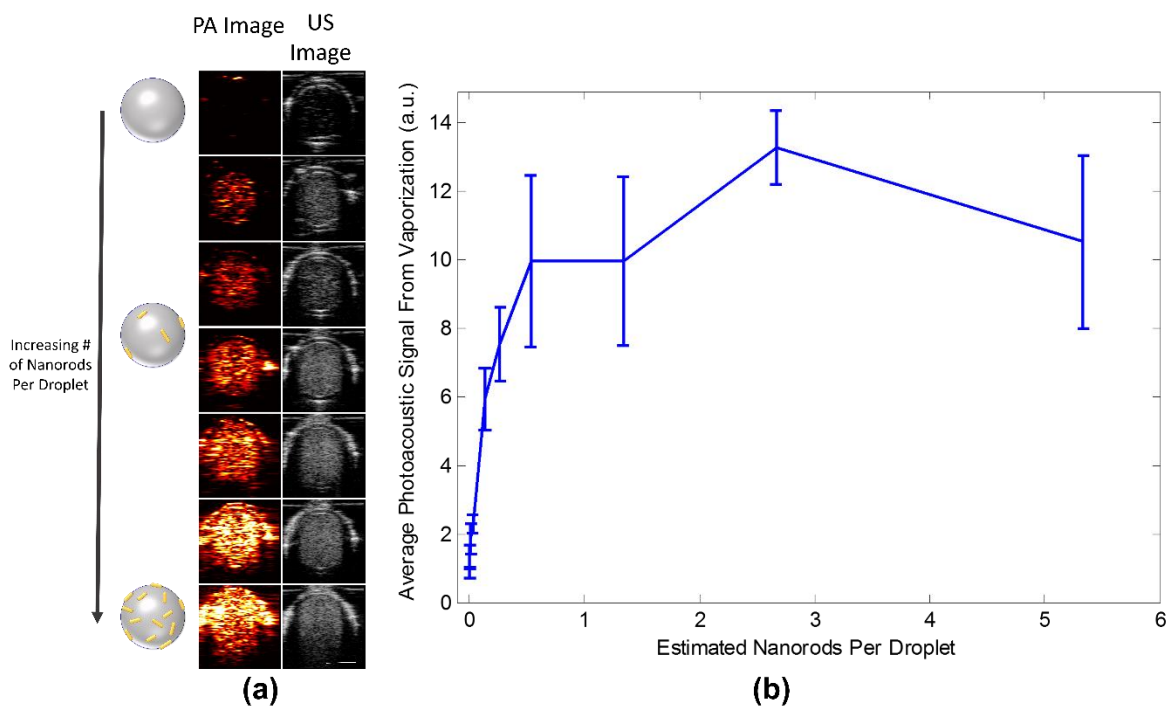 PA Image
US
Image
Increasing #
of Nanorods
Per Droplet
(a)
Average Photoacoustic Signal From Vaporization (a.u.)
14
12
10
8
6
4
2
0
0
1
2
3
4
5
6
Estimated Nanorods Per Droplet
(b)